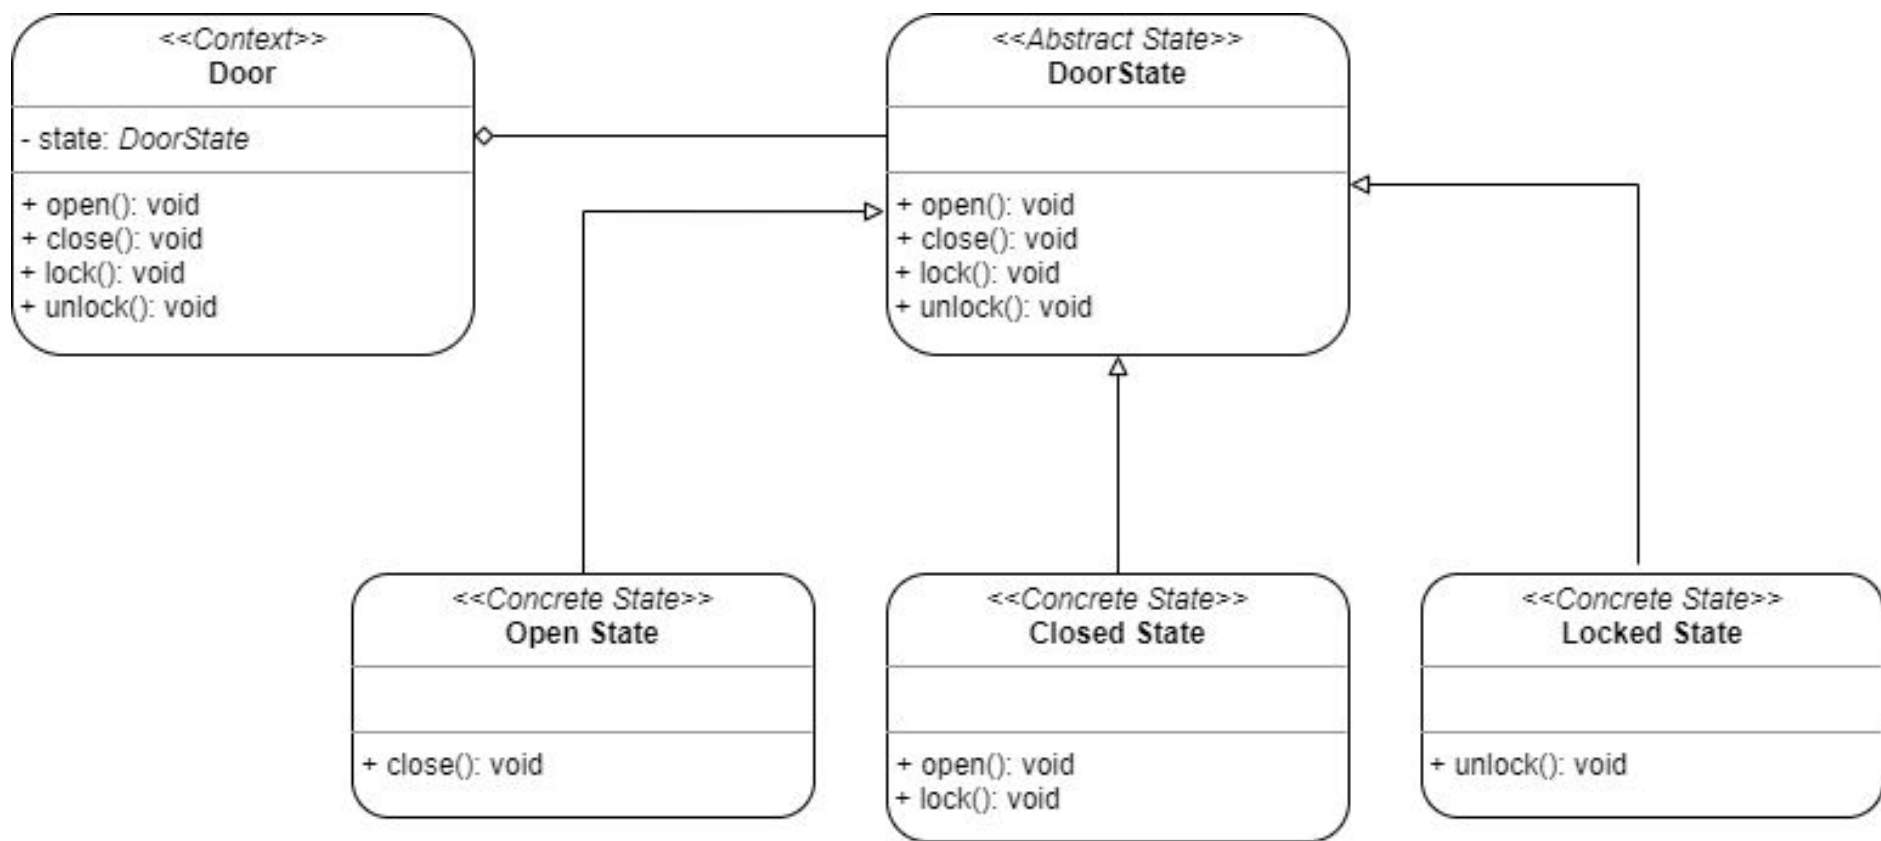 <<Context>>
Door
- state: DoorState
+ open(): void
+ close(): void
+ lock(): void
+ unlock(): void
<<Abstract State>>
DoorState
+ open(): void
+ close(): void
+ lock(): void
+ unlock(): void
<<Concrete State>>
Open State
+ close(): void
<<Concrete State>>
Closed State
+ open(): void
+ lock(): void
<<Concrete State>>
Locked State
+ unlock(): void